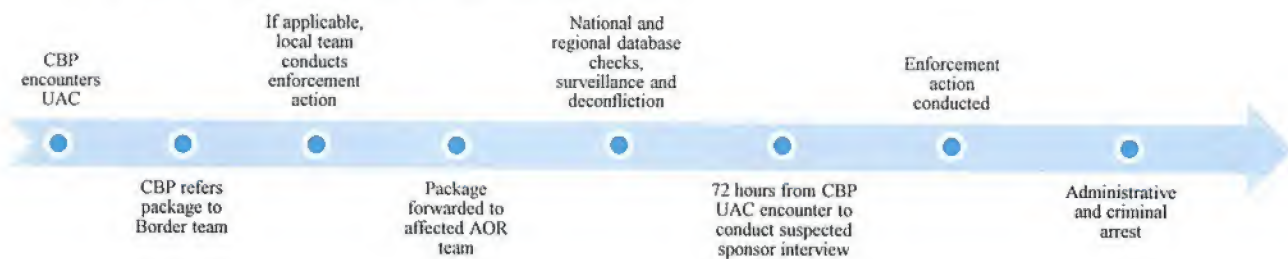 CBP
encounters
UAC
CBP refers
package to
Border team
If applicable,
local team
conducts
enforcement
action
Package
forwarded to
affected AOR
team
National and
regional database
checks,
surveillance and
deconfliction
72 hours from CBP
UAC encounter to
conduct suspected
sponsor interview
Enforcement
action
conducted
Administrative
and criminal
arrest